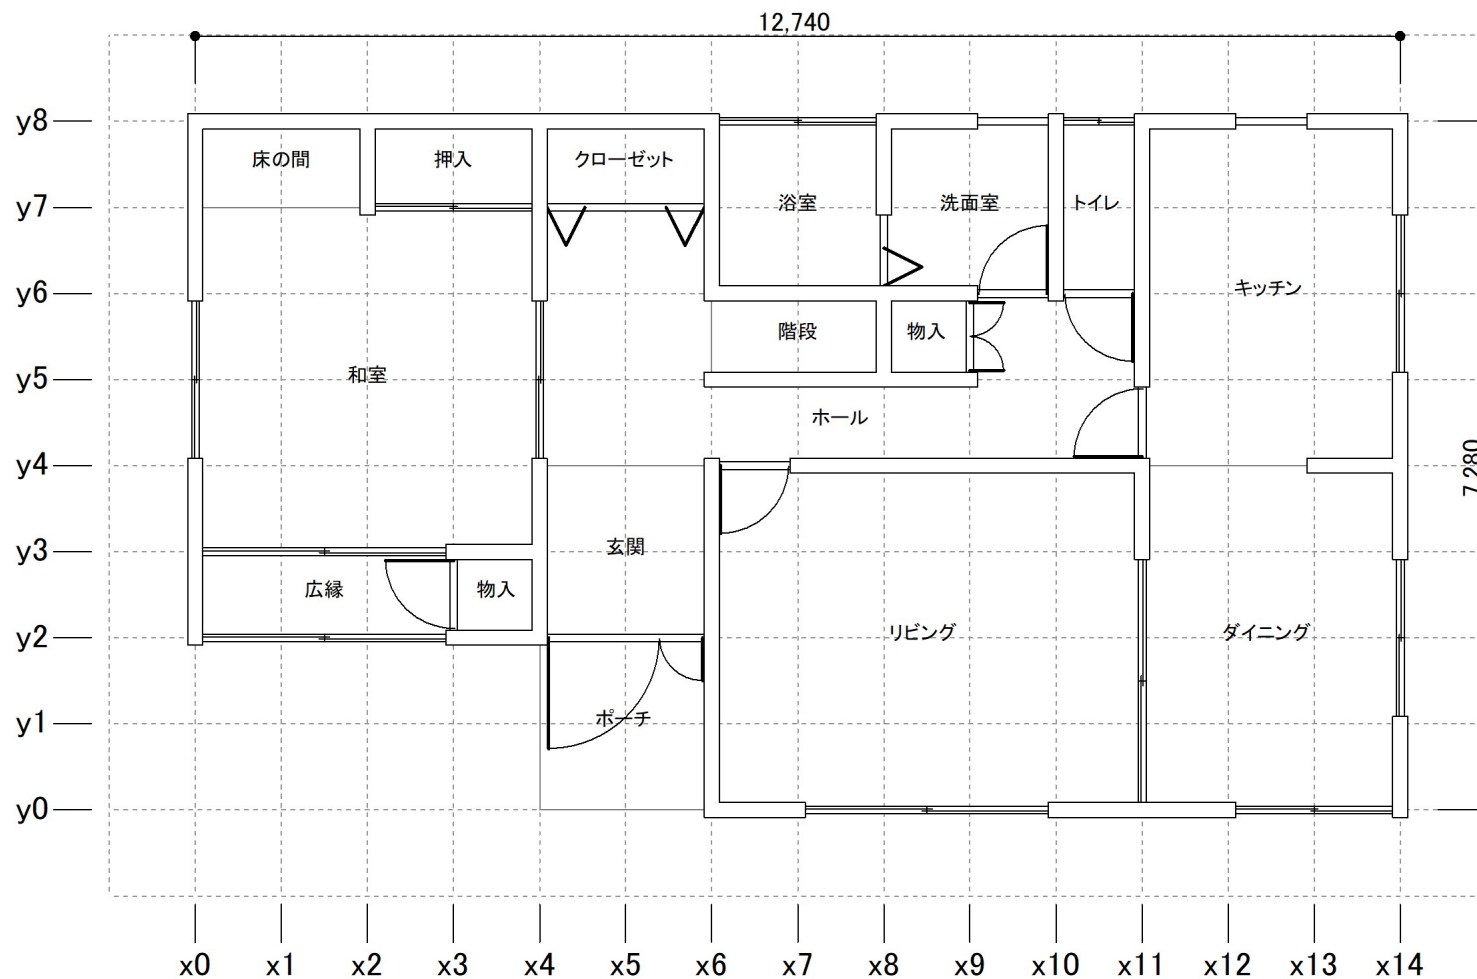 12,740
y8
床の間
押入
クローゼット
浴室
洗面室
トイレ
y7
y6
キッチン
階段
物入
和室
y5
ホール
y4
7,280
玄関
y3
広縁
物入
リビング
ダイニング
y2
ポーチ
y1
y0
x0 x1 x2 x3 x4 x5 x6 x7 x8 x9 x10 x11 x12 x13 x14